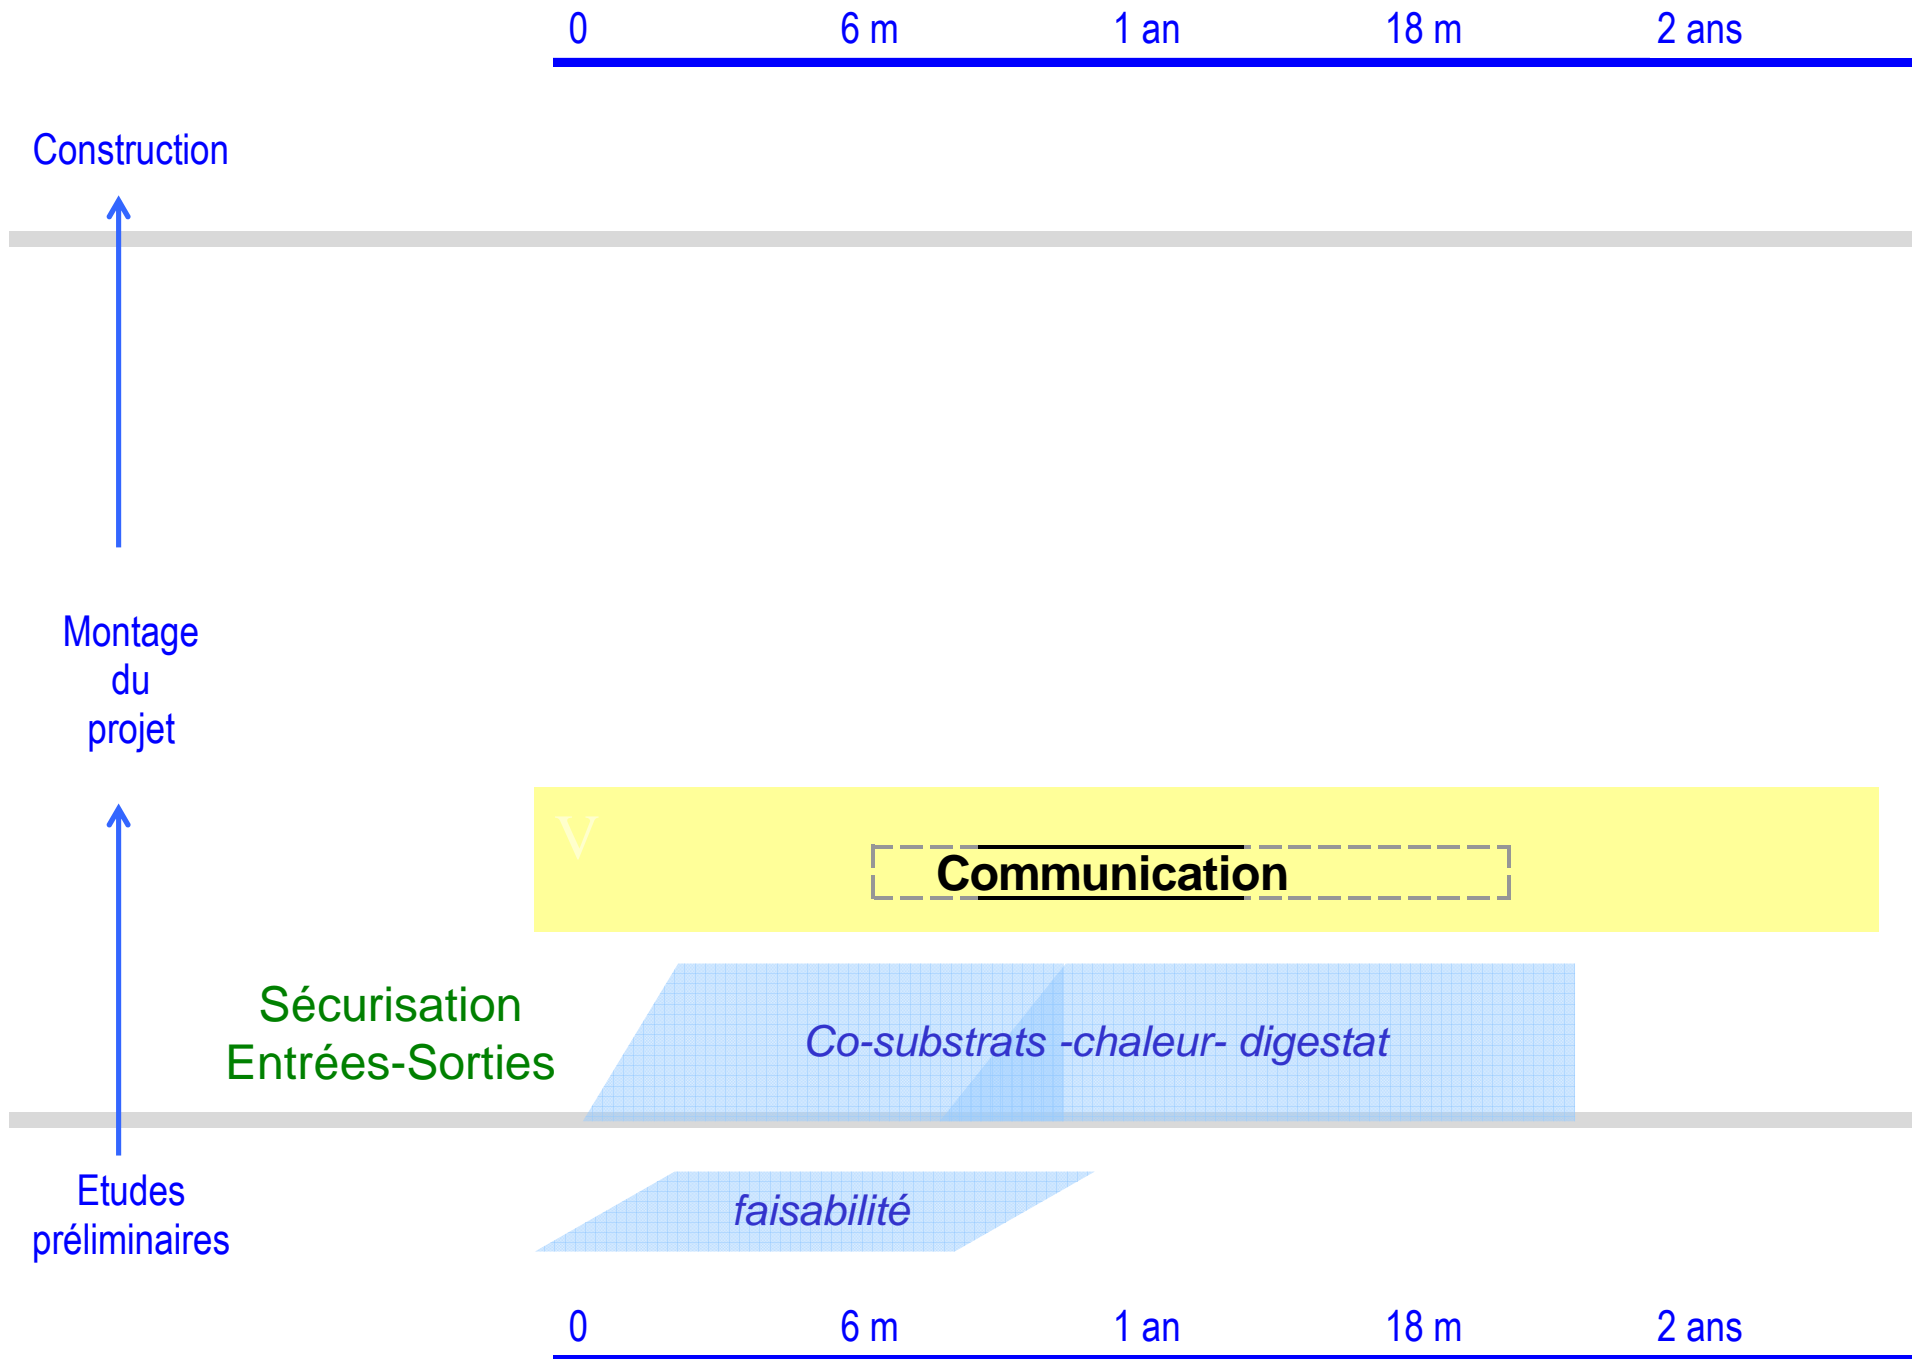 0 6 m 1 an 18 m 2 ans
Construction
Montage
du
projet
V
Communication
Sécurisation
Entrées-Sorties
Co-substrats -chaleur- digestat
Etudes
préliminaires
faisabilité
0 6 m 1 an 18 m 2 ans